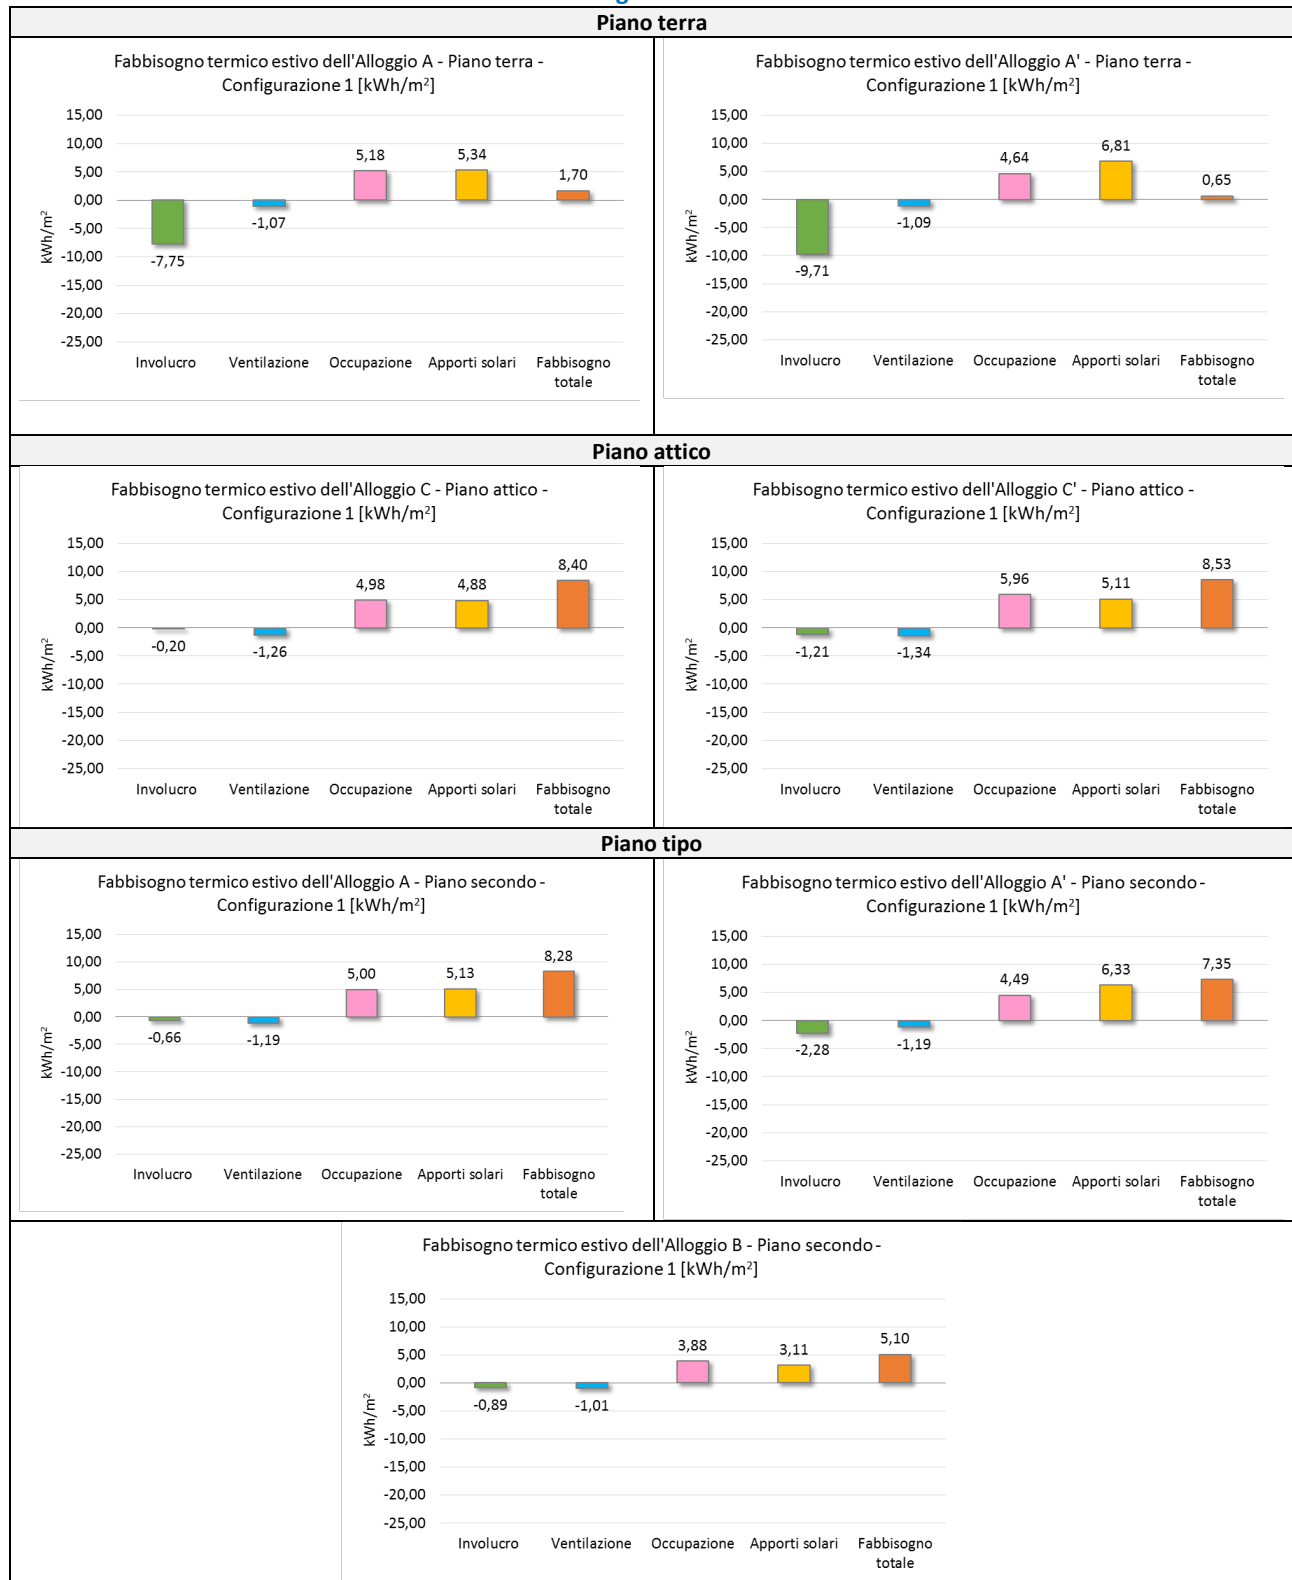 Piano terra
Fabbisogno termico estivo dell'Alloggio A - Piano terra -
Configurazione 1 [kWh/m²]
15,00
10,00
5,00
0,00
-5,00
-10,00
-15,00
-20,00
-25,00
kWh/m²
-7,75
-1,07
5,18
5,34
1,70
Involucro
Ventilazione
Occupazione
Apporti solari
Fabbisogno
totale
Fabbisogno termico estivo dell'Alloggio A' - Piano terra -
Configurazione 1 [kWh/m²]
15,00
10,00
5,00
0,00
-5,00
-10,00
-15,00
-20,00
-25,00
kWh/m²
-9,71
-1,09
4,64
6,81
0,65
Involucro
Ventilazione
Occupazione
Apporti solari
Fabbisogno
totale
Piano attico
Fabbisogno termico estivo dell'Alloggio C - Piano attico -
Configurazione 1 [kWh/m²]
15,00
10,00
5,00
0,00
-5,00
-10,00
-15,00
-20,00
-25,00
kWh/m²
-0,20
-1,26
4,98
4,88
8,40
Involucro
Ventilazione
Occupazione
Apporti solari
Fabbisogno
totale
Fabbisogno termico estivo dell'Alloggio C' - Piano attico -
Configurazione 1 [kWh/m²]
15,00
10,00
5,00
0,00
-5,00
-10,00
-15,00
-20,00
-25,00
kWh/m²
-1,21
-1,34
5,96
5,11
8,53
Involucro
Ventilazione
Occupazione
Apporti solari
Fabbisogno
totale
Piano tipo
Fabbisogno termico estivo dell'Alloggio A - Piano secondo -
Configurazione 1 [kWh/m²]
15,00
10,00
5,00
0,00
-5,00
-10,00
-15,00
-20,00
-25,00
kWh/m²
-0,66
-1,19
5,00
5,13
8,28
Involucro
Ventilazione
Occupazione
Apporti solari
Fabbisogno
totale
Fabbisogno termico estivo dell'Alloggio A' - Piano secondo -
Configurazione 1 [kWh/m²]
15,00
10,00
5,00
0,00
-5,00
-10,00
-15,00
-20,00
-25,00
kWh/m²
-2,28
-1,19
4,49
6,33
7,35
Involucro
Ventilazione
Occupazione
Apporti solari
Fabbisogno
totale
Fabbisogno termico estivo dell'Alloggio B - Piano secondo -
Configurazione 1 [kWh/m²]
15,00
10,00
5,00
0,00
-5,00
-10,00
-15,00
-20,00
-25,00
kWh/m²
-0,89
-1,01
3,88
3,11
5,10
Involucro
Ventilazione
Occupazione
Apporti solari
Fabbisogno
totale